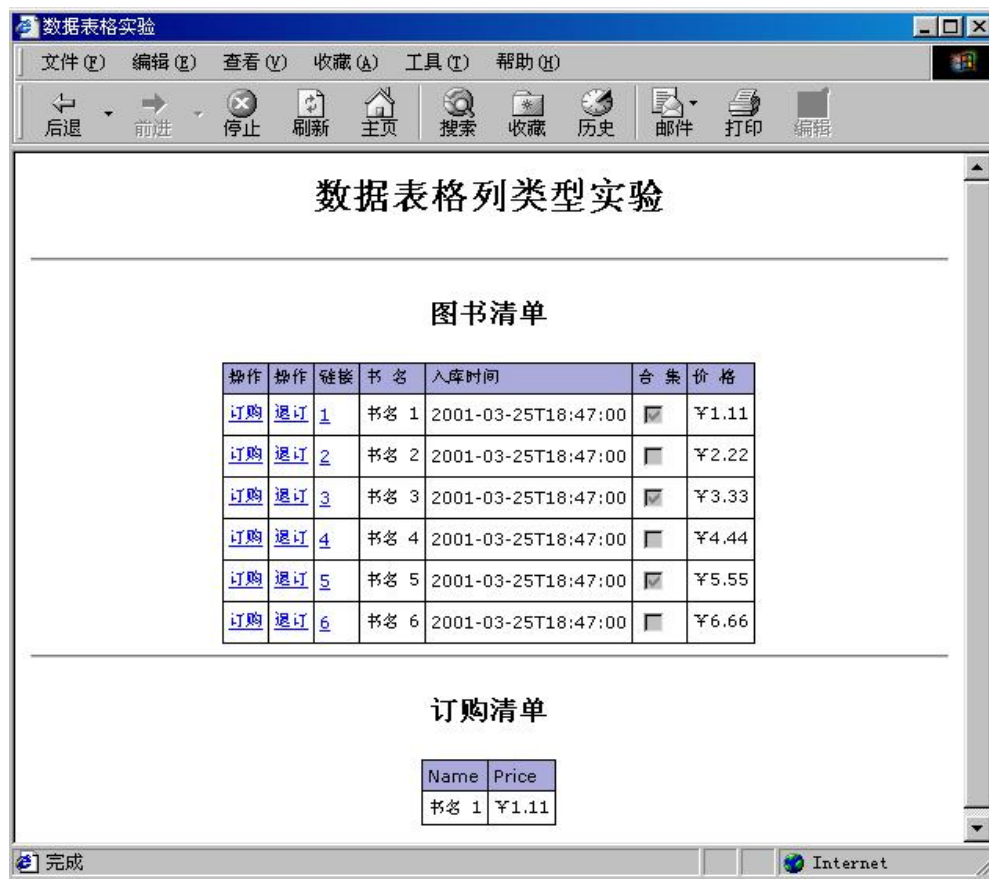 数据表格实验
文件(F) 编辑(E) 查看(V) 收藏(A) 工具(T) 帮助(H)
后退 前进 停止 刷新 主页 搜索 收藏 历史 邮件 打印 编辑
数据表格列类型实验
图书清单
操作 操作 链接 书 名 入库时间 合 集 价 格
订购 退订 1 书名 1 2001-03-25T18:47:00 ¥1.11
订购 退订 2 书名 2 2001-03-25T18:47:00 ¥2.22
订购 退订 3 书名 3 2001-03-25T18:47:00 ¥3.33
订购 退订 4 书名 4 2001-03-25T18:47:00 ¥4.44
订购 退订 5 书名 5 2001-03-25T18:47:00 ¥5.55
订购 退订 6 书名 6 2001-03-25T18:47:00 ¥6.66
订购清单
Name Price
书名 1 ¥1.11
完成 Internet